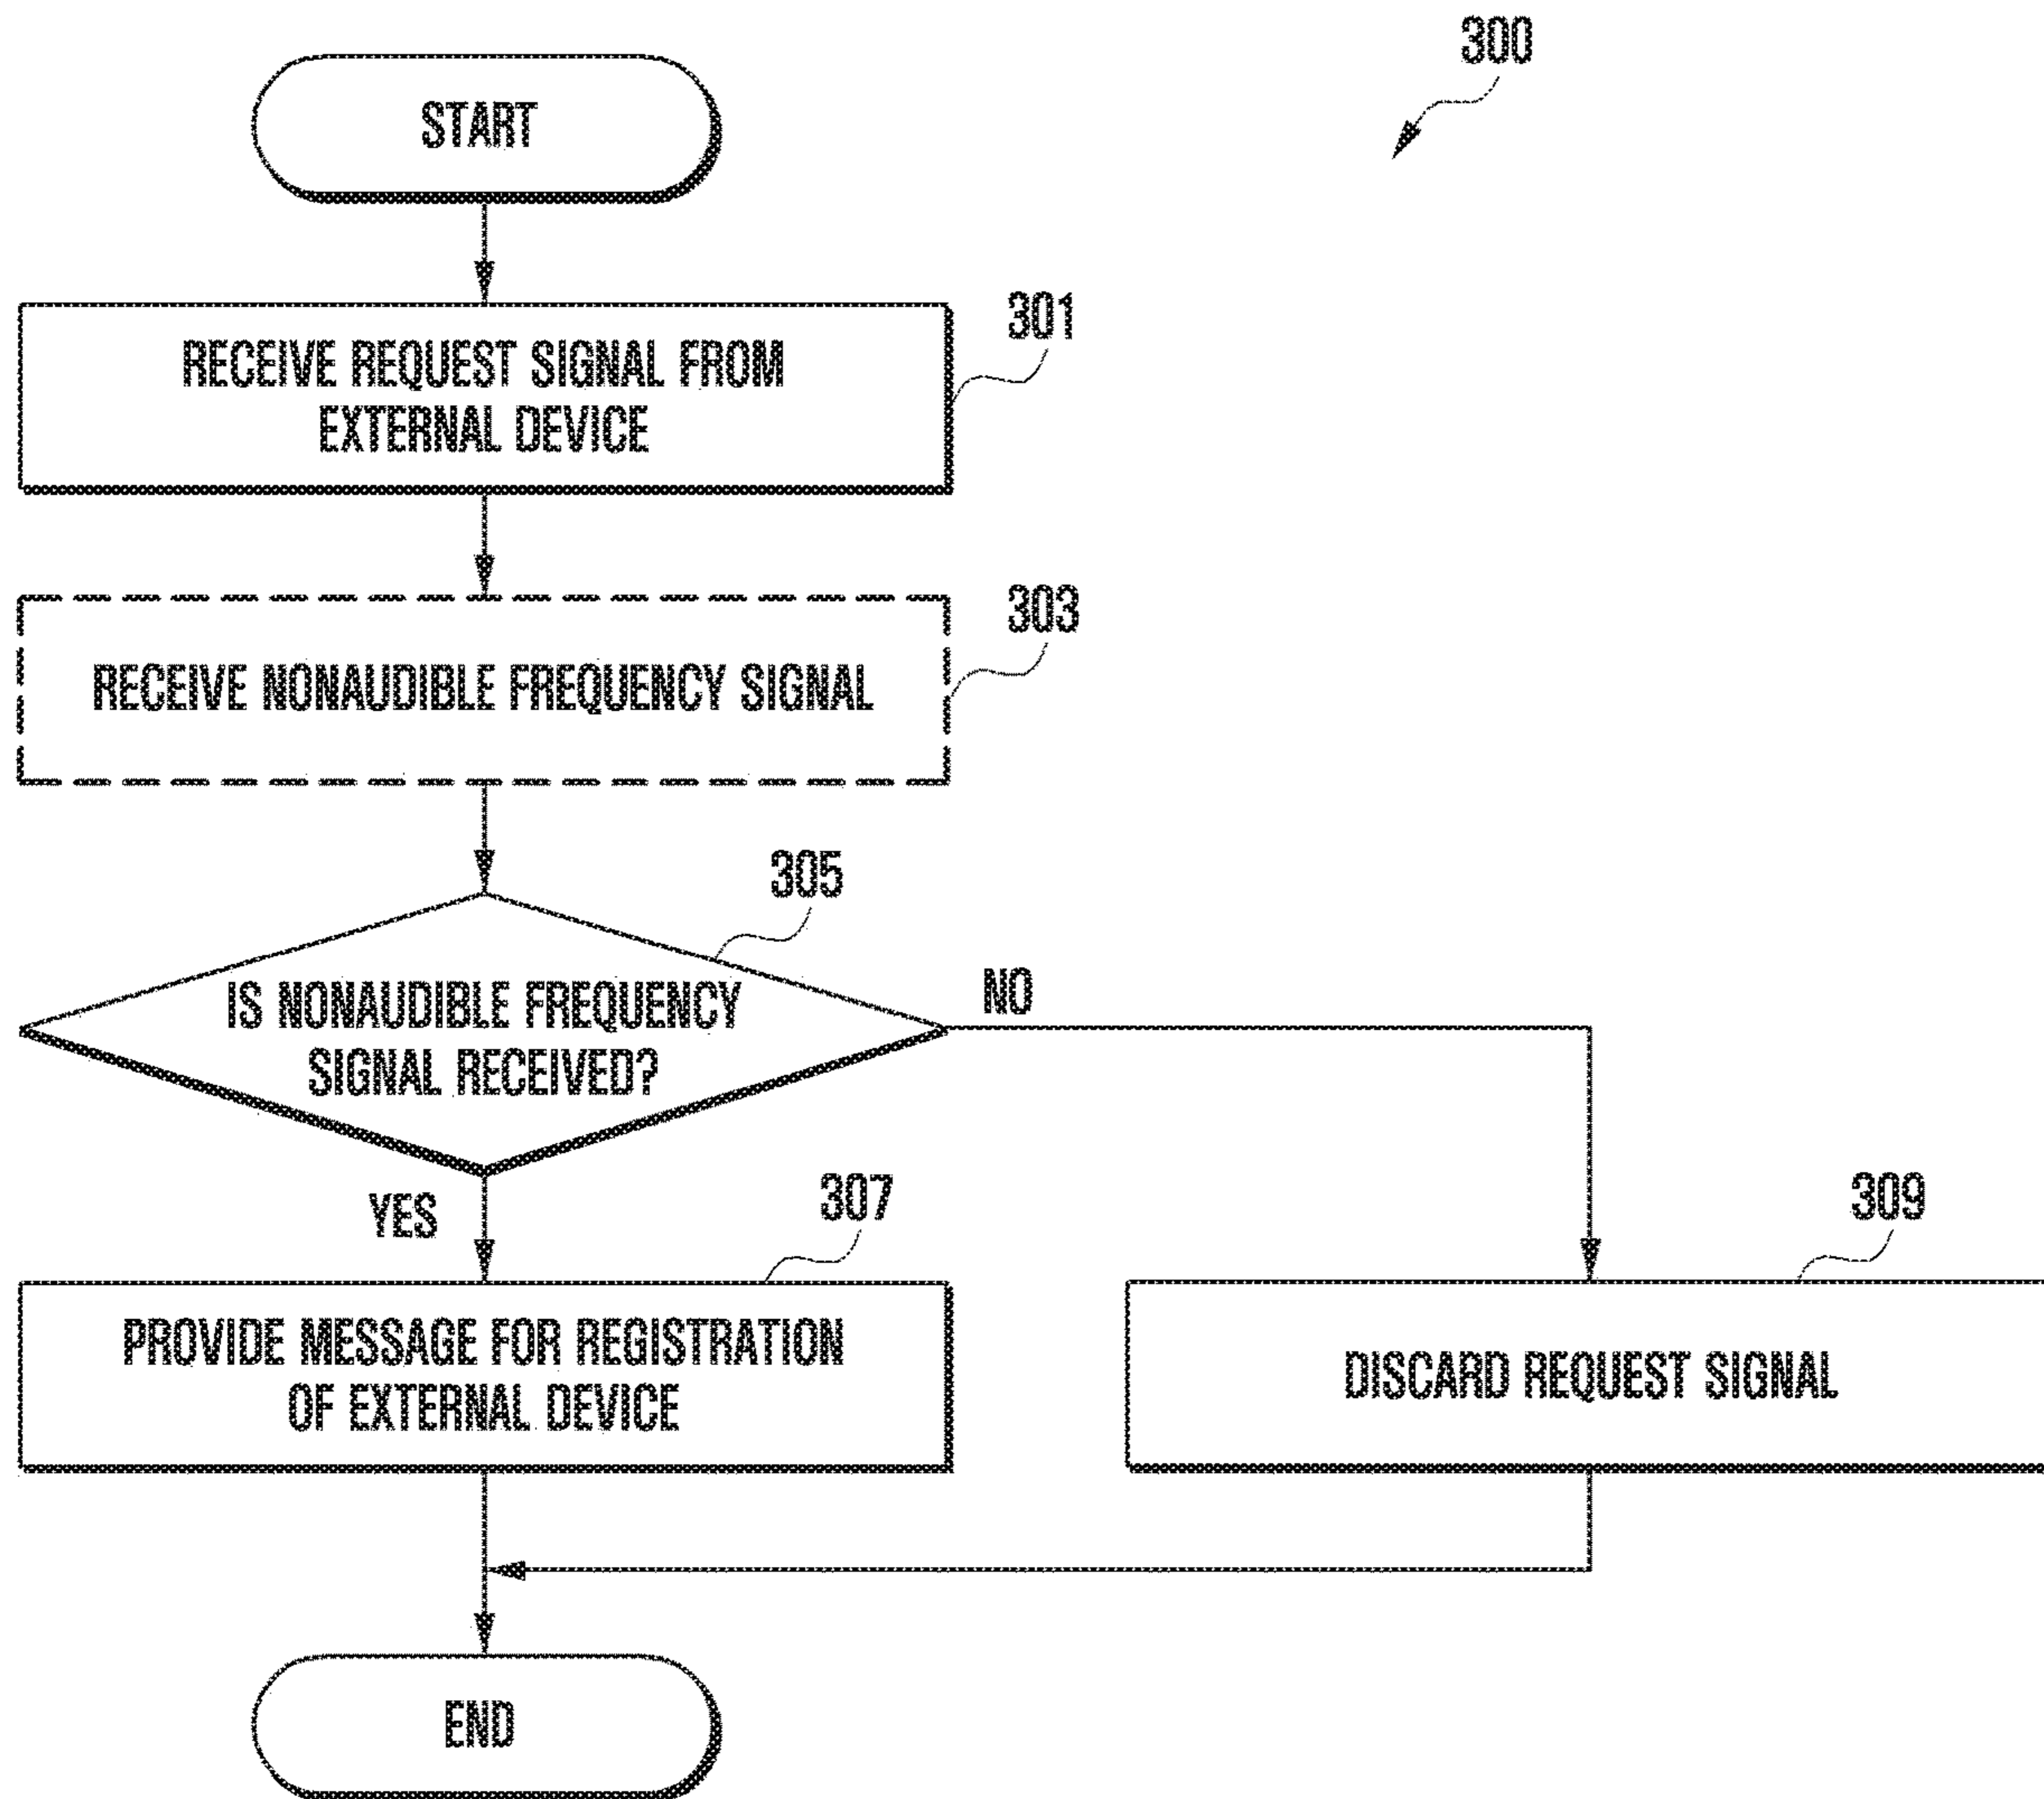 300
START
301
RECEIVE REQUEST SIGNAL FROM
EXTERNAL DEVICE
303
RECEIVE NONAUDIBLE FREQUENCY SIGNAL
305
IS NONAUDIBLE FREQUENCY
SIGNAL RECEIVED?
NO
YES
307
PROVIDE MESSAGE FOR REGISTRATION
OF EXTERNAL DEVICE
309
DISCARD REQUEST SIGNAL
END